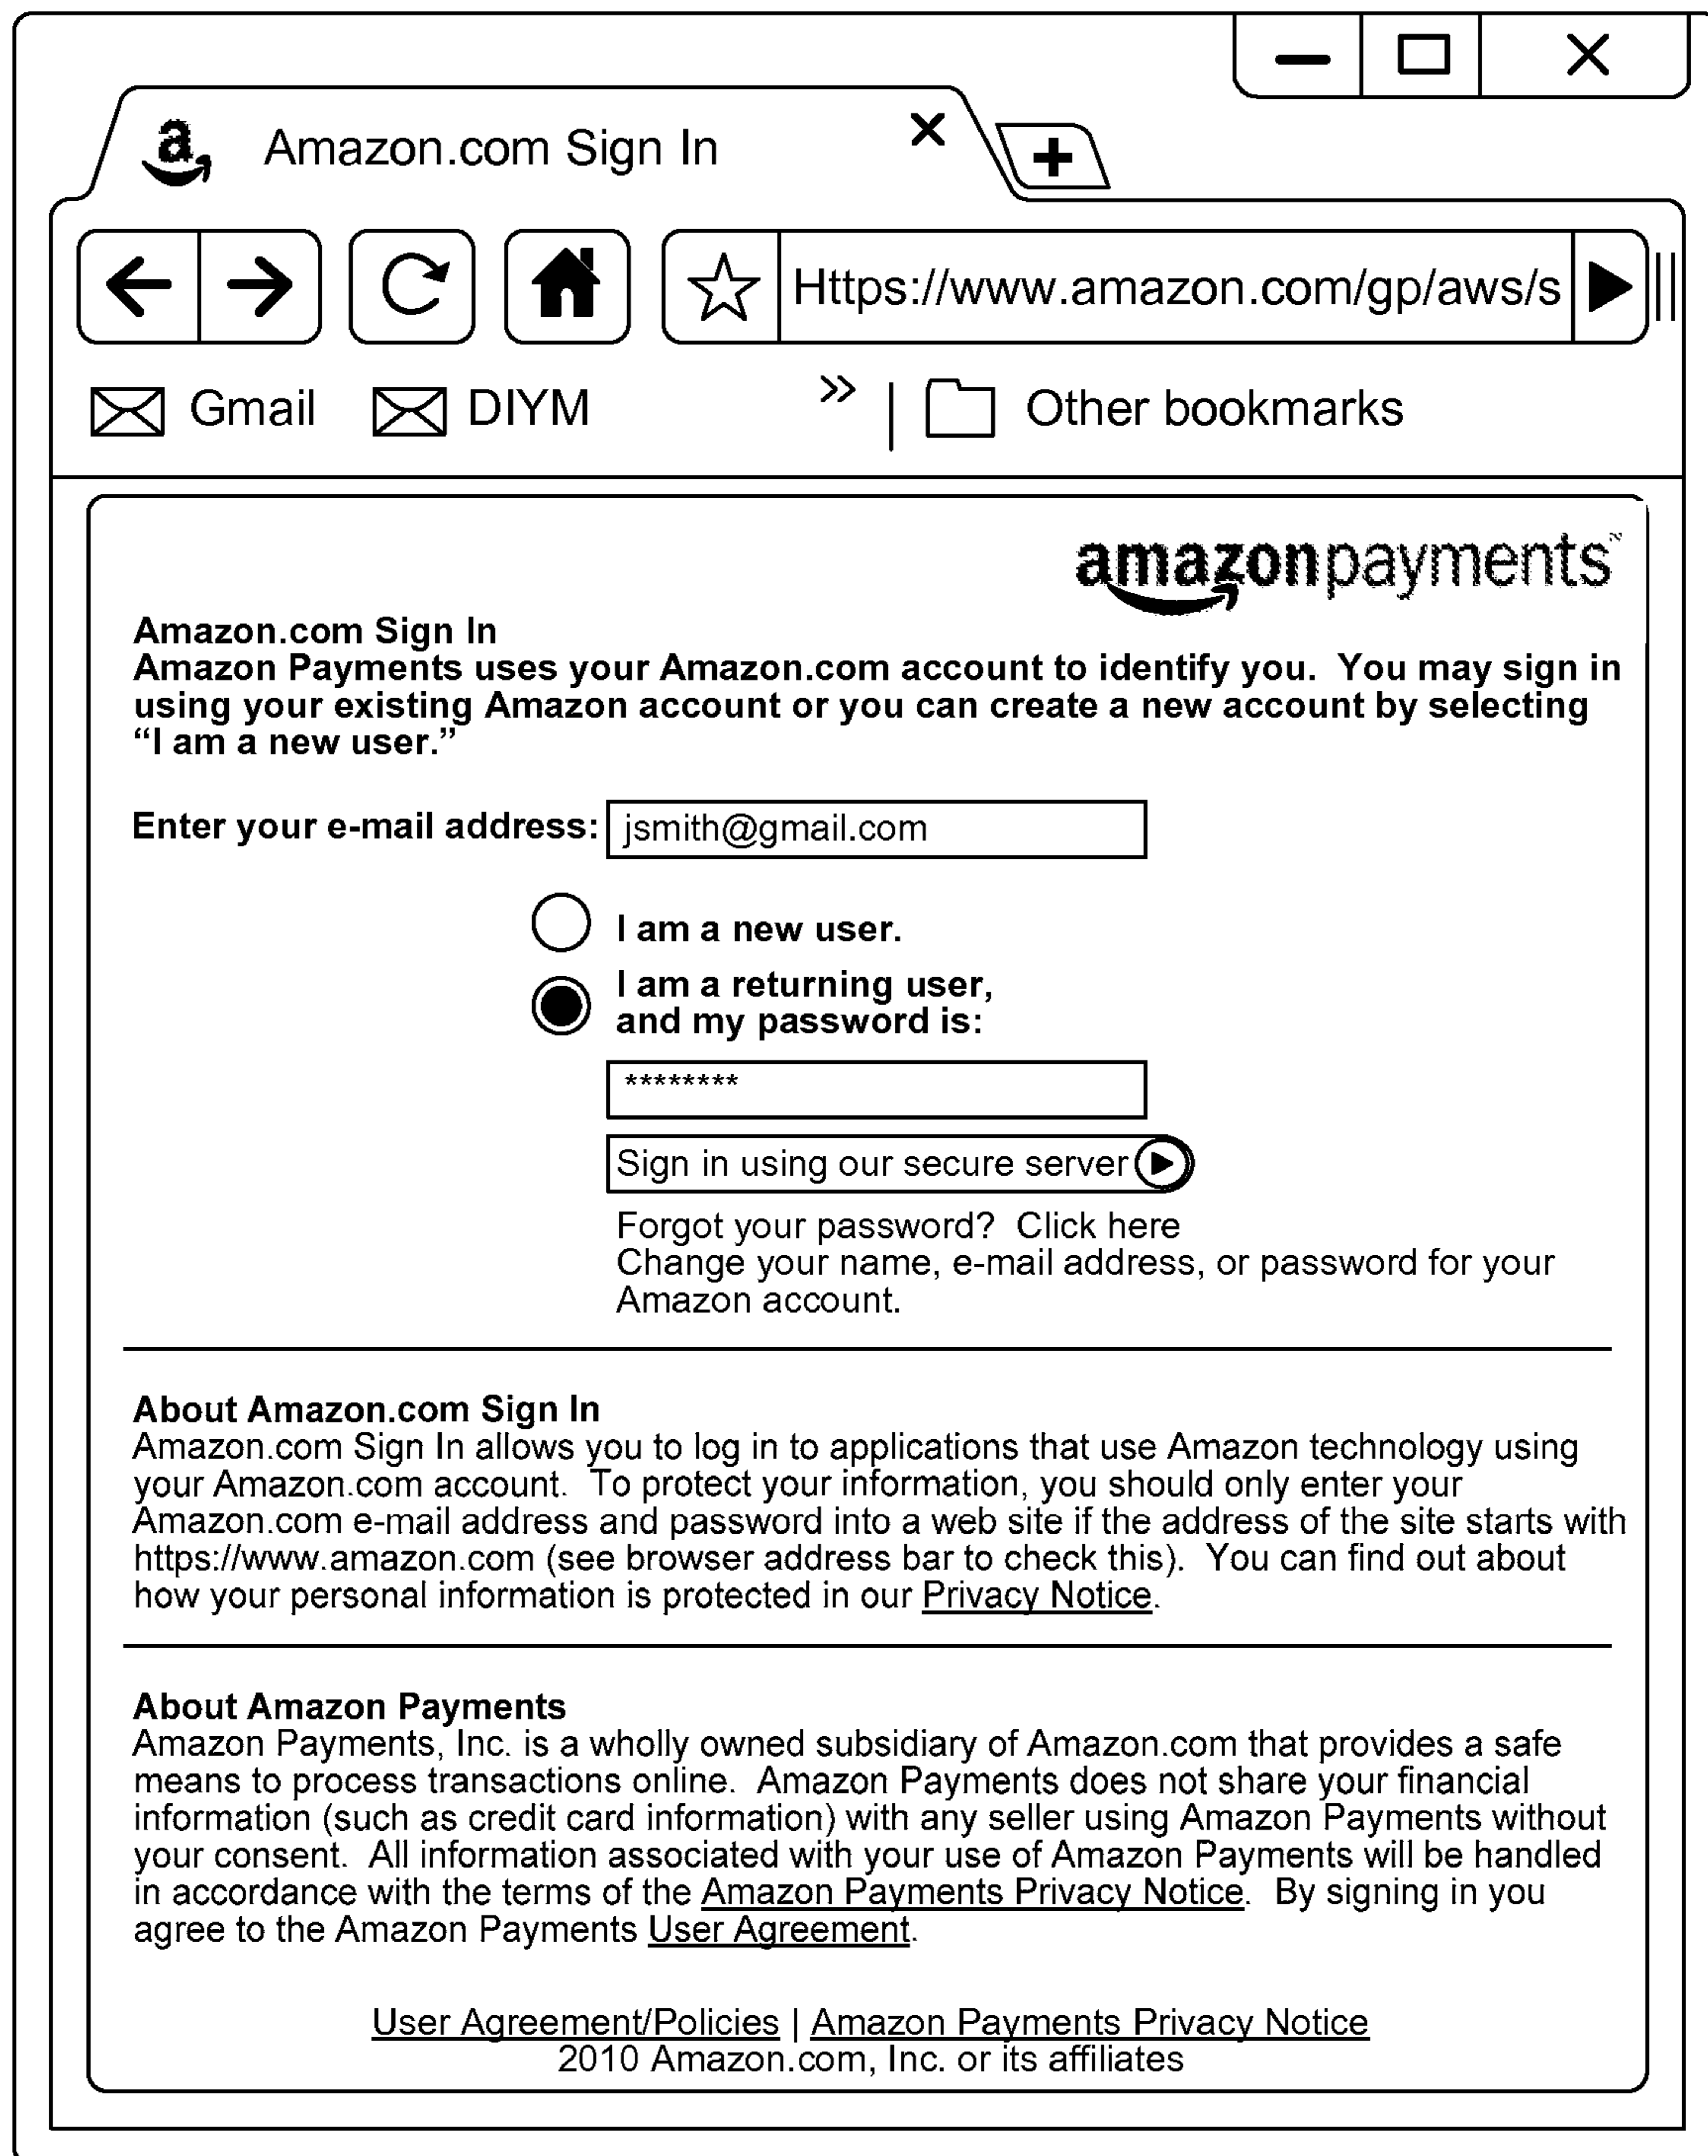 Amazon.com Sign In
Https://www.amazon.com/gp/aws/s
Gmail DIYM » | Other bookmarks
amazonpayments™
Amazon.com Sign In
Amazon Payments uses your Amazon.com account to identify you. You may sign in
using your existing Amazon account or you can create a new account by selecting
“I am a new user.”
Enter your e-mail address: jsmith@gmail.com
I am a new user.
I am a returning user,
and my password is:
********
Sign in using our secure server
Forgot your password? Click here
Change your name, e-mail address, or password for your
Amazon account.
About Amazon.com Sign In
Amazon.com Sign In allows you to log in to applications that use Amazon technology using
your Amazon.com account. To protect your information, you should only enter your
Amazon.com e-mail address and password into a web site if the address of the site starts with
https://www.amazon.com (see browser address bar to check this). You can find out about
how your personal information is protected in our Privacy Notice.
About Amazon Payments
Amazon Payments, Inc. is a wholly owned subsidiary of Amazon.com that provides a safe
means to process transactions online. Amazon Payments does not share your financial
information (such as credit card information) with any seller using Amazon Payments without
your consent. All information associated with your use of Amazon Payments will be handled
in accordance with the terms of the Amazon Payments Privacy Notice. By signing in you
agree to the Amazon Payments User Agreement.
User Agreement/Policies | Amazon Payments Privacy Notice
2010 Amazon.com, Inc. or its affiliates